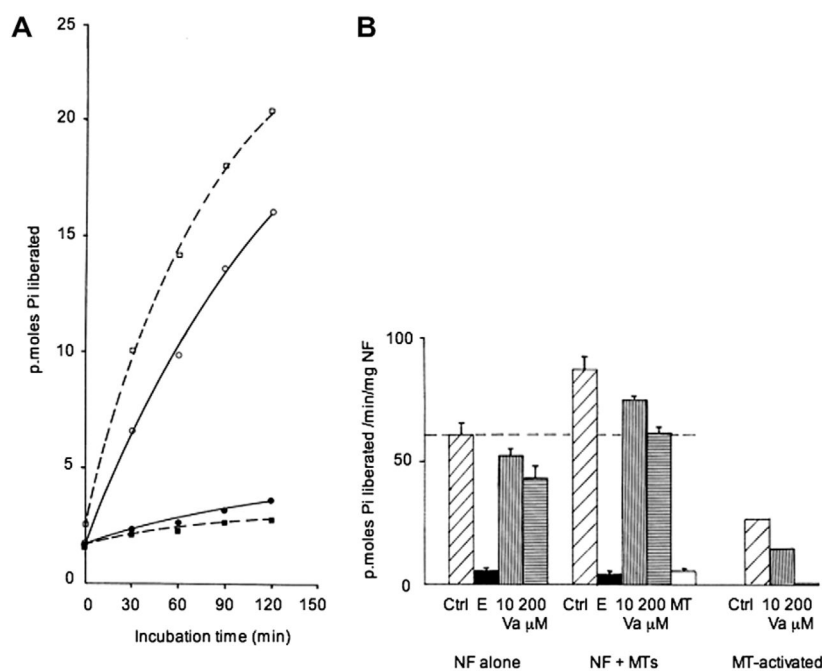 A
25
20
15
10
5
0
p.moles Pi liberated
0 30 60 90 120 150
Incubation time (min)
B
100
50
0
p.moles Pi liberated /min/mg NF
Ctrl E 10 200 Ctrl E 10 200 MT Ctrl 10 200
Va µM Va µM Va µM
NF alone NF + MTs MT-activated